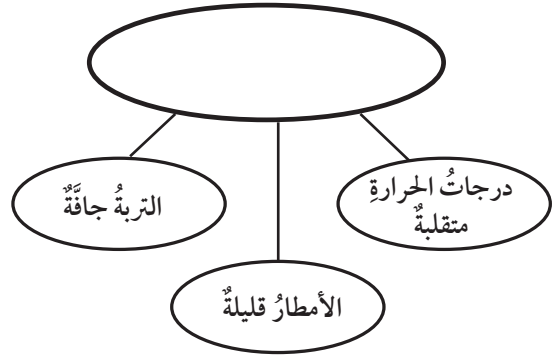 درجاتُ الحرارةِ
متقلبةٌ
التربةُ جافَّةٌ
الأمطارُ قليلةٌ